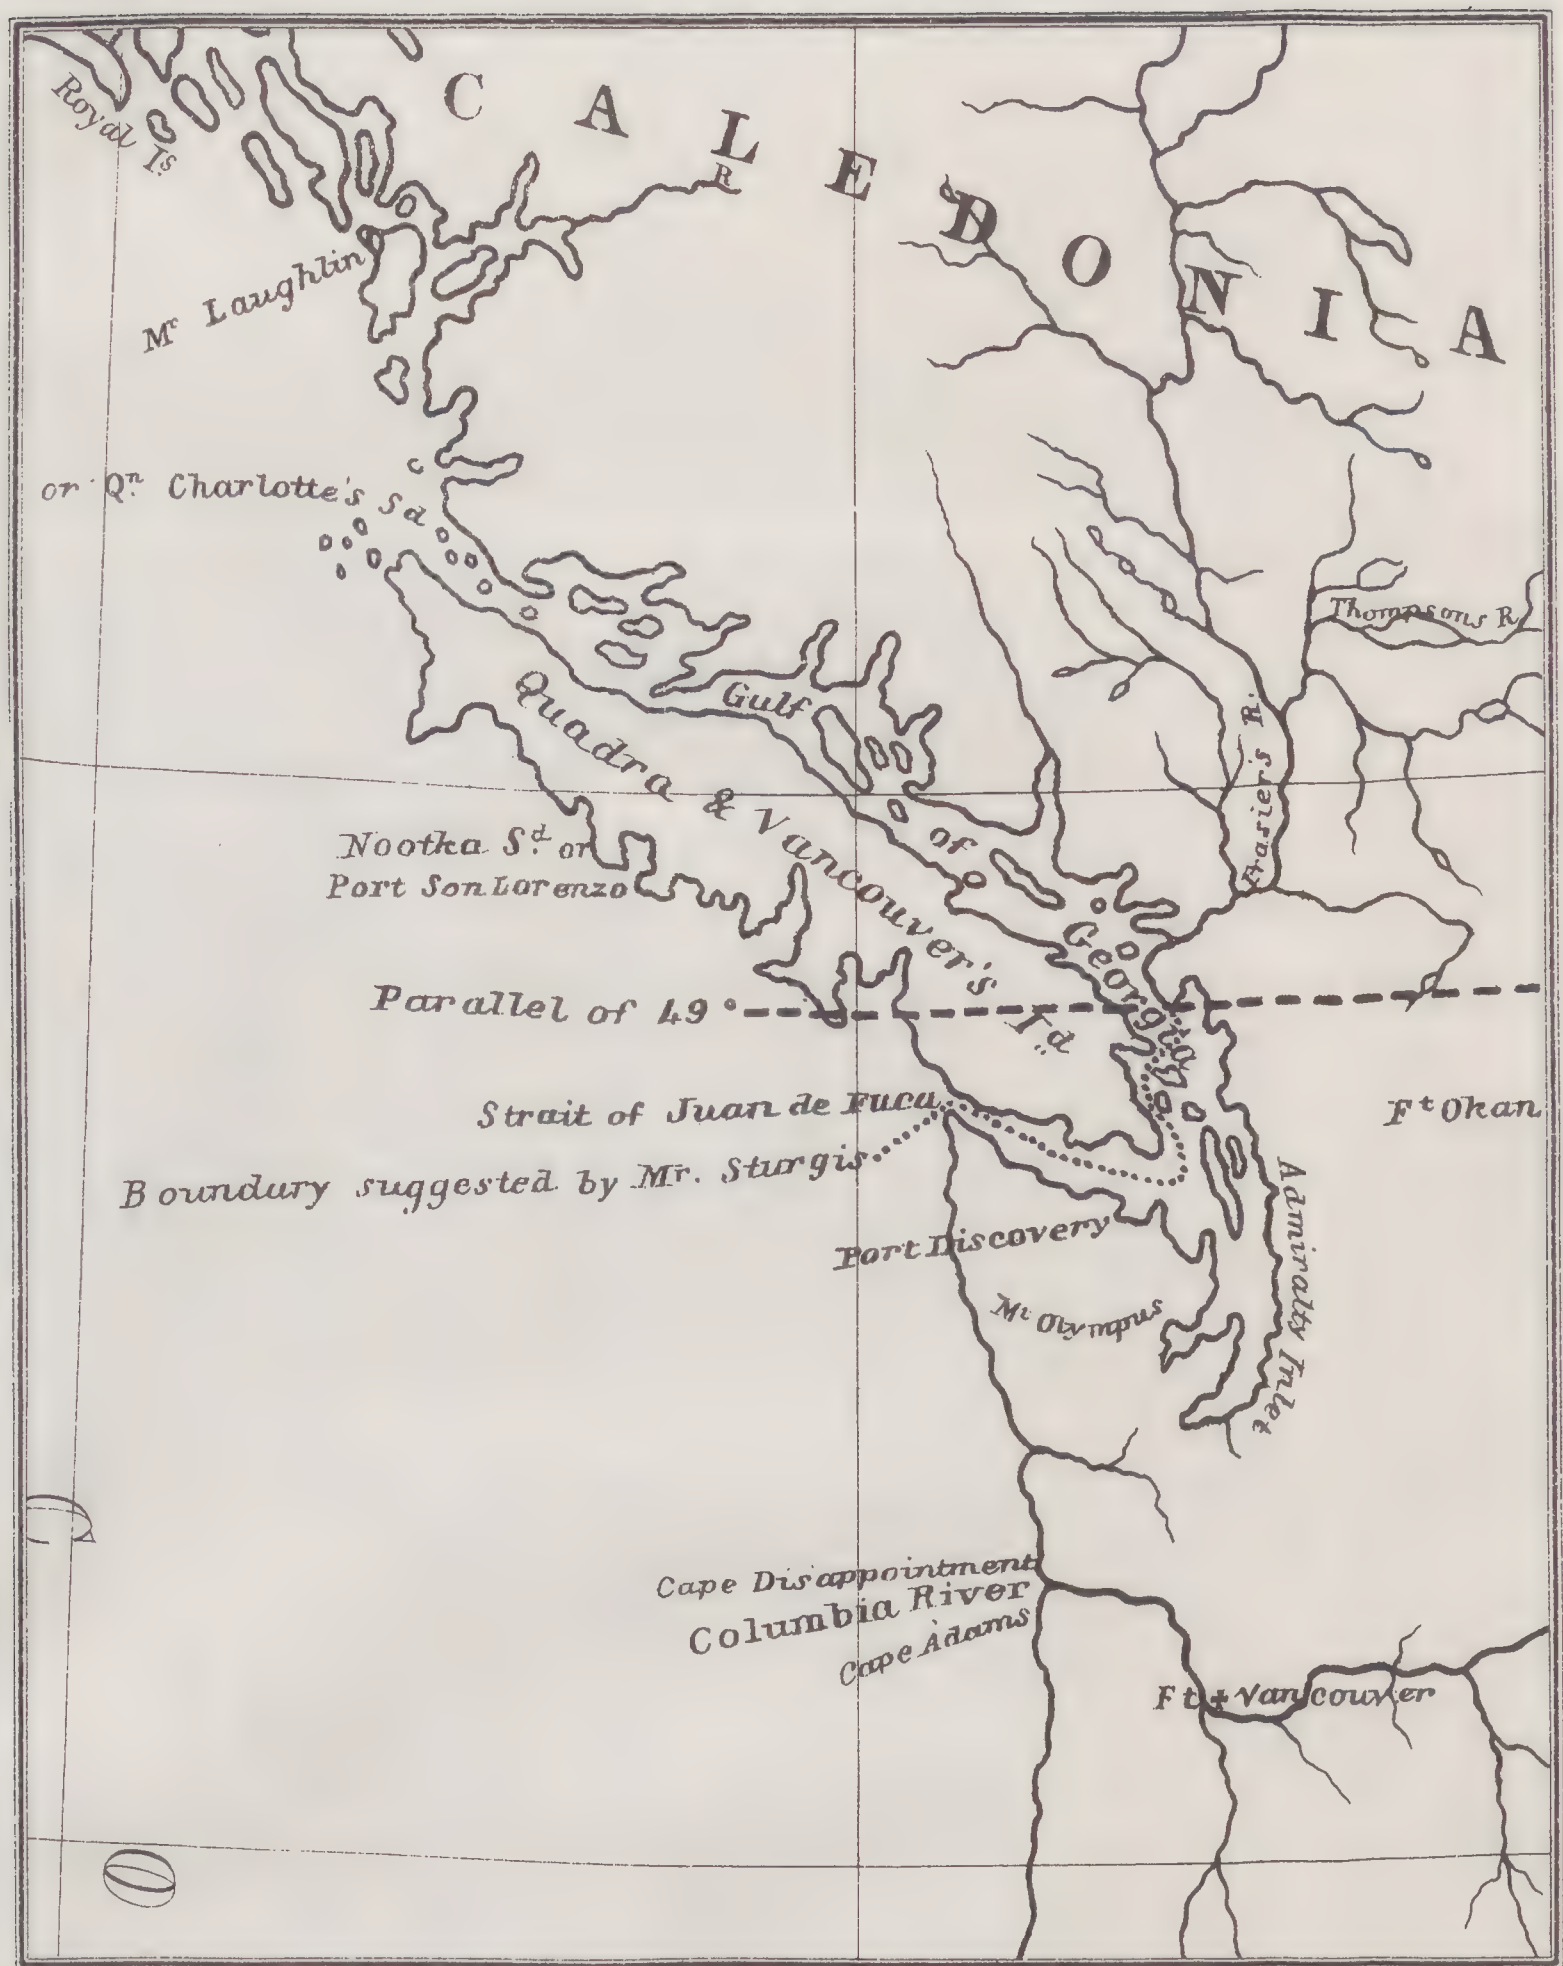 CALEDONIA
Royal Is.
R
Mc Laughlin
or Qn. Charlotte's Sd
Thompsons R
Frasier's R.
Gulf of Georgia
Quadra & Vancouver's Id
Nootka Sd. or
Port Son Lorenzo
Parallel of 49°
Strait of Juan de Fuca
Ft Okan
Boundary suggested by Mr. Sturgis
Port Discovery
Mt Olympus
Admiralty Inlet
Cape Disappointment
Columbia River
Cape Adams
Ft Vancouver